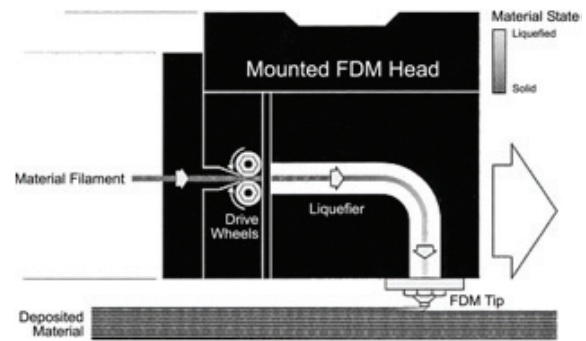 Material State
Liquefied
Solid
Mounted FDM Head
Material Filament
Drive
Wheels
Liquefier
FDM Tip
Deposited
Material